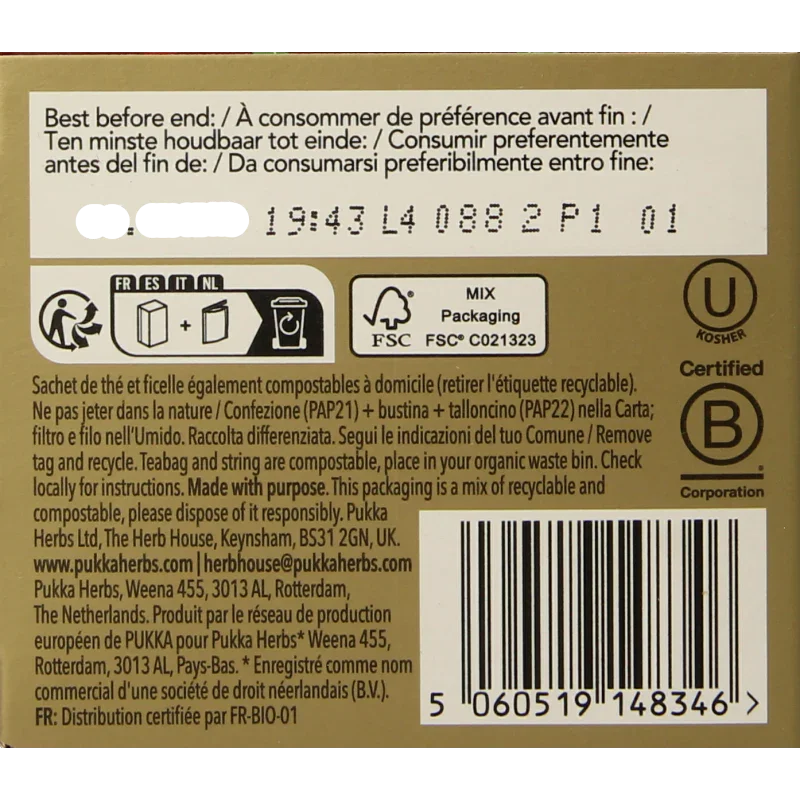 Best before end: / À consommer de préférence avant fin : /
Ten minste houdbaar tot einde: / Consumir preferentemente
antes del fin de: / Da consumarsi preferibilmente entro fine:
19:43 L4 088 2 P1 01
FR ES IT NL
+
FSC
MIX
Packaging
FSC® C021323
U
KOSHER
Certified
B
Corporation
Sachet de thé et ficelle également compostables à domicile (retirer l'étiquette recyclable).
Ne pas jeter dans la nature / Confezione (PAP21) + bustina + talloncino (PAP22) nella Carta;
filtro e filo nell'Umido. Raccolta differenziata. Segui le indicazioni del tuo Comune / Remove
tag and recycle. Teabag and string are compostable, place in your organic waste bin. Check
locally for instructions. Made with purpose. This packaging is a mix of recyclable and
compostable, please dispose of it responsibly. Pukka
Herbs Ltd, The Herb House, Keynsham, BS31 2GN, UK.
www.pukkaherbs.com | herbhouse@pukkaherbs.com
Pukka Herbs, Weena 455, 3013 AL, Rotterdam,
The Netherlands. Produit par le réseau de production
européen de PUKKA pour Pukka Herbs* Weena 455,
Rotterdam, 3013 AL, Pays-Bas. * Enregistré comme nom
commercial d'une société de droit néerlandais (B.V.).
FR: Distribution certifiée par FR-BIO-01
5 060519 148346 >